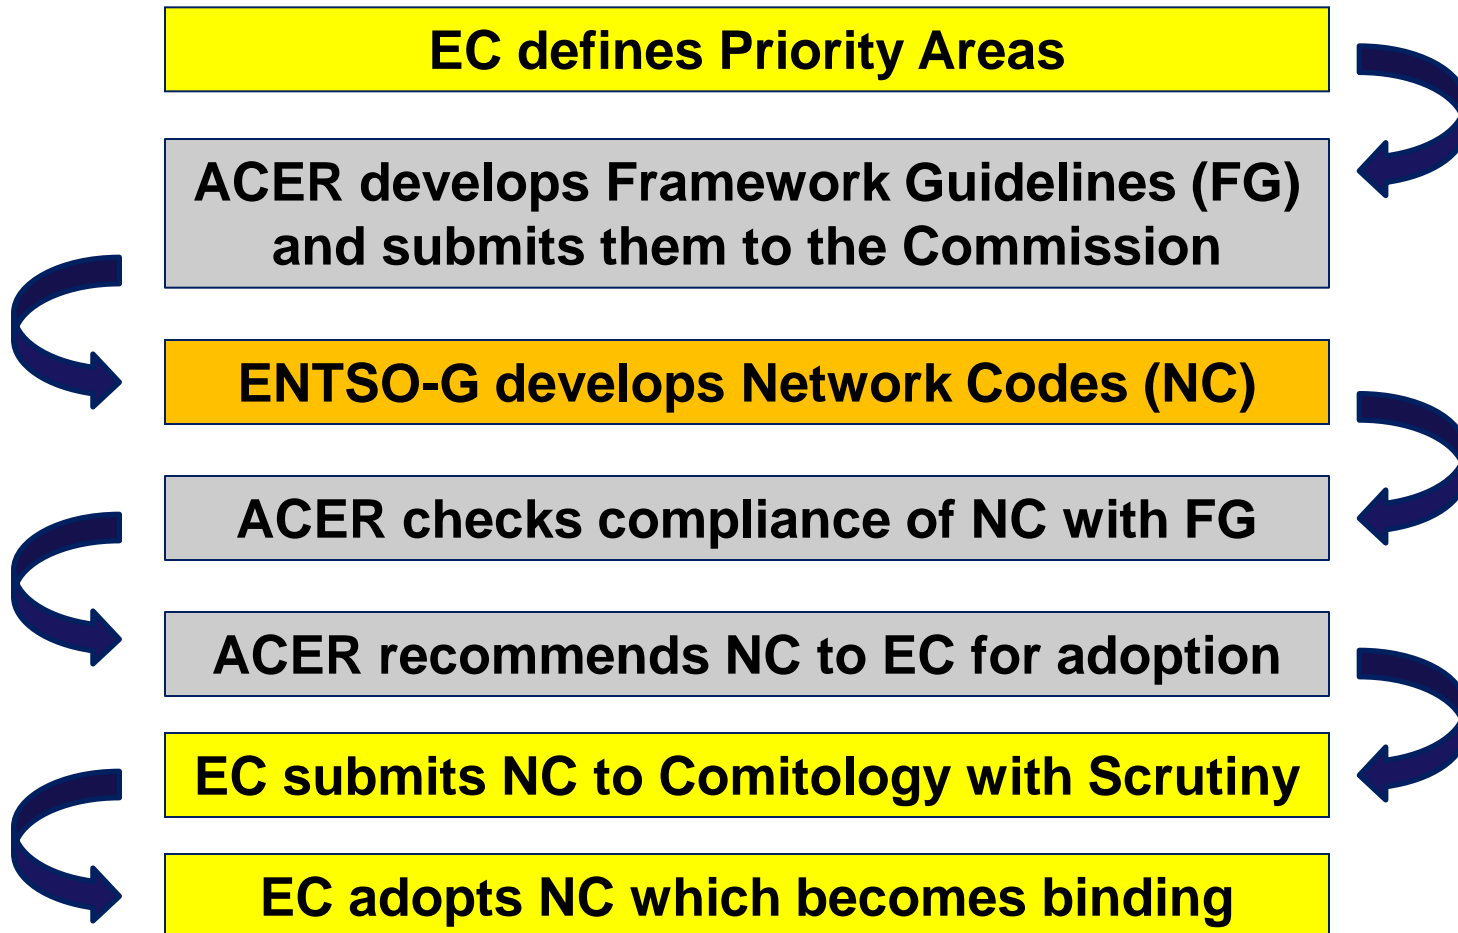 EC defines Priority Areas
ACER develops Framework Guidelines (FG)
and submits them to the Commission
ENTSO-G develops Network Codes (NC)
ACER checks compliance of NC with FG
ACER recommends NC to EC for adoption
EC submits NC to Comitology with Scrutiny
EC adopts NC which becomes binding